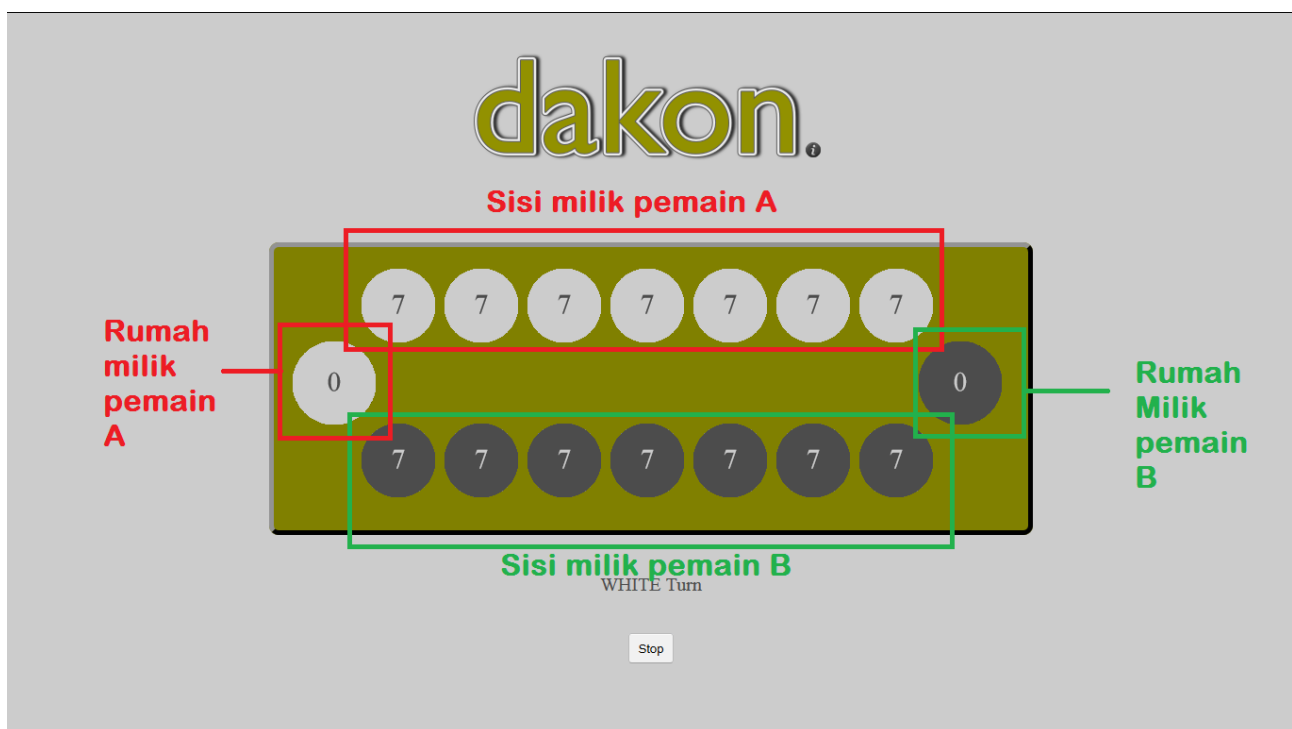 dakon.
i
Sisi milik pemain A
7 7 7 7 7 7 7
Rumah
milik
pemain
A
0
0
Rumah
Milik
pemain
B
7 7 7 7 7 7 7
Sisi milik pemain B
WHITE Turn
Stop